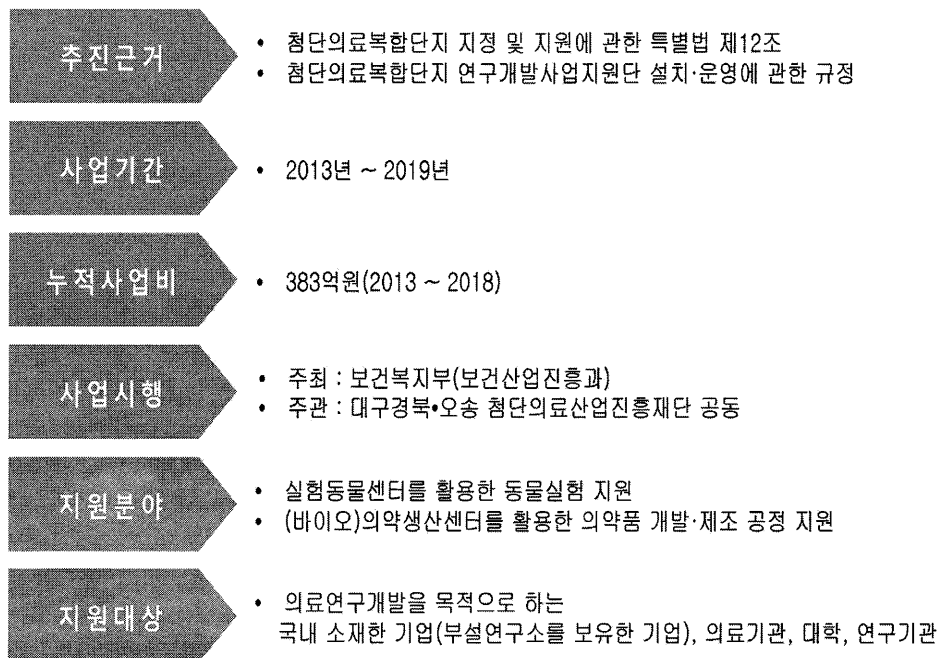 추진근거
• 첨단의료복합단지 지정 및 지원에 관한 특별법 제12조
• 첨단의료복합단지 연구개발사업지원단 설치·운영에 관한 규정
사업기간
• 2013년 ~ 2019년
누적사업비
• 383억원(2013 ~ 2018)
사업시행
• 주최 : 보건복지부(보건산업진흥과)
• 주관 : 대구경북•오송 첨단의료산업진흥재단 공동
지원분야
• 실험동물센터를 활용한 동물실험 지원
• (바이오)의약생산센터를 활용한 의약품 개발·제조 공정 지원
지원대상
• 의료연구개발을 목적으로 하는
국내 소재한 기업(부설연구소를 보유한 기업), 의료기관, 대학, 연구기관